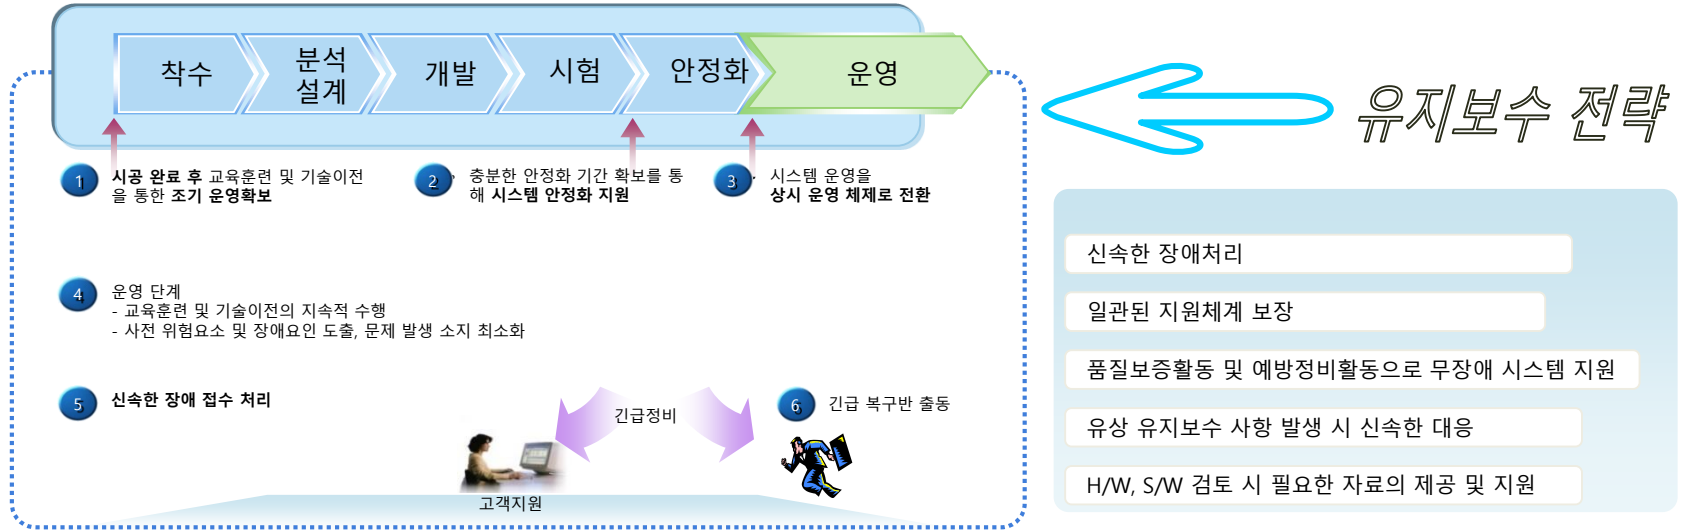 착수
분석
설계
개발
시험
안정화
운영
유지보수 전략
1
시공 완료 후 교육훈련 및 기술이전
을 통한 조기 운영확보
2
충분한 안정화 기간 확보를 통
해 시스템 안정화 지원
3
시스템 운영을
상시 운영 체제로 전환
4
운영 단계
- 교육훈련 및 기술이전의 지속적 수행
- 사전 위험요소 및 장애요인 도출, 문제 발생 소지 최소화
5
신속한 장애 접수 처리
긴급정비
6
긴급 복구반 출동
고객지원
신속한 장애처리
일관된 지원체계 보장
품질보증활동 및 예방정비활동으로 무장애 시스템 지원
유상 유지보수 사항 발생 시 신속한 대응
H/W, S/W 검토 시 필요한 자료의 제공 및 지원